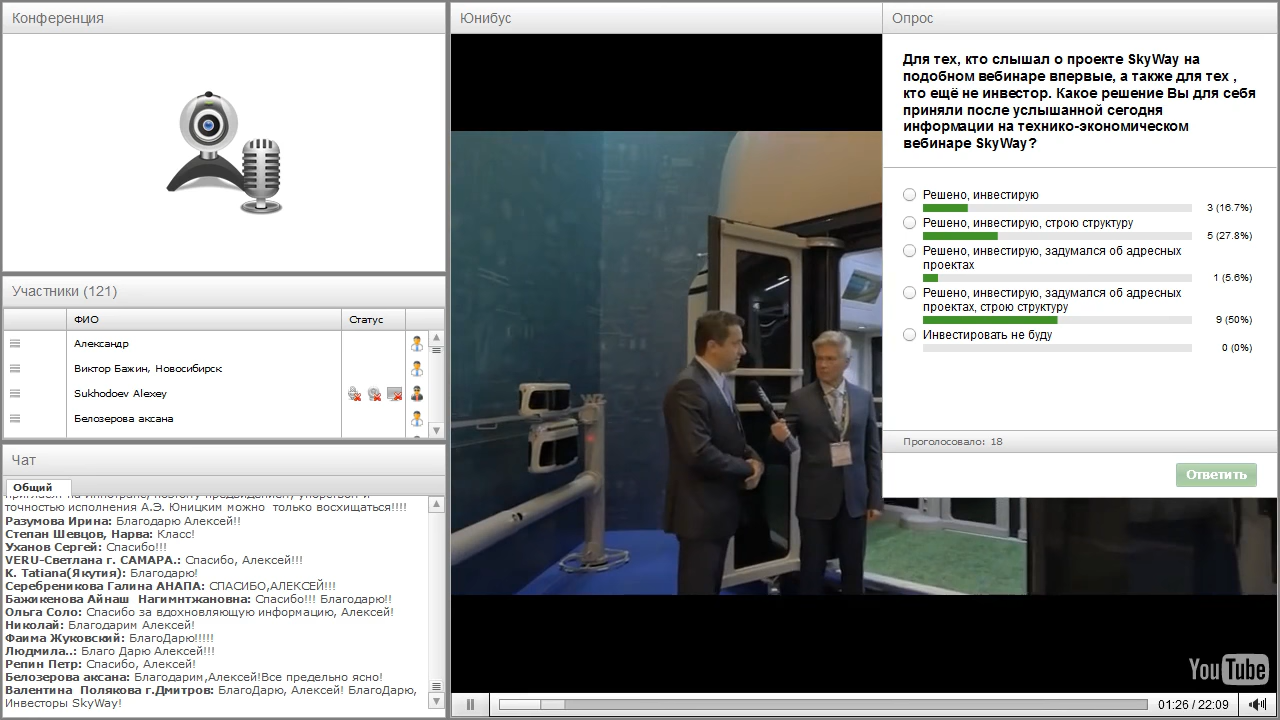 Конференция
Участники (121)
ФИО
Статус
Александр
Виктор Бажин, Новосибирск
Sukhodoev Alexey
Белозерова аксана
Чат
Общий
точностью исполнения А.Э. Юницким можно  только восхищаться!!!!
Разумова Ирина: Благодарю Алексей!!
Степан Шевцов, Нарва: Класс!
Уханов Сергей: Спасибо!!!
VERU-Светлана г. САМАРА.: Спасибо, Алексей!!!
K. Tatiana(Якутия): Благодарю!
Серебреникова Галина АНАПА: СПАСИБО,АЛЕКСЕЙ!!!
Бажикенова Айнаш  Нагимнтжановна: Спасибо!!! Благодарю!!
Ольга Соло: Спасибо за вдохновляющую информацию, Алексей!
Николай: Благодарим Алексей!
Фаима Жуковский: БлагоДарю!!!!!
Людмила..: Благо Дарю Алексей!!!
Репин Петр: Спасибо, Алексей!
Белозерова аксана: Благодарим,Алексей!Все предельно ясно!
Валентина  Полякова г.Дмитров: БлагоДарю, Алексей! БлагоДарю,
Инвесторы SkyWay!
Юнибус
YouTube
01:26 / 22:09
Опрос
Для тех, кто слышал о проекте SkyWay на
подобном вебинаре впервые, а также для тех ,
кто ещё не инвестор. Какое решение Вы для себя
приняли после услышанной сегодня
информации на технико-экономическом
вебинаре SkyWay?
Решено, инвестирую
3 (16.7%)
Решено, инвестирую, строю структуру
5 (27.8%)
Решено, инвестирую, задумался об адресных
проектах
1 (5.6%)
Решено, инвестирую, задумался об адресных
проектах, строю структуру
9 (50%)
Инвестировать не буду
0 (0%)
Проголосовало: 18
Ответить